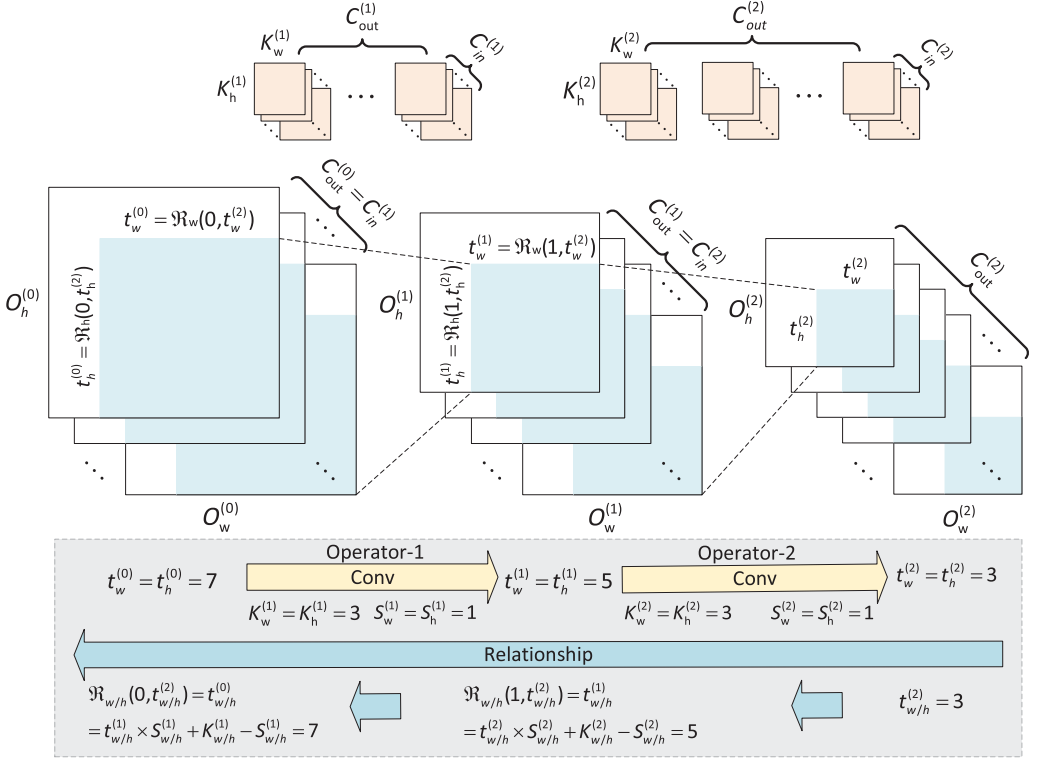 C_out^(1)
C_out^(2)
K_w^(1)
C_in^(1)
K_w^(2)
C_in^(2)
K_h^(1)
...
K_h^(2)
...
C_out^(0) = C_in^(1)
C_out^(1) = C_in^(2)
C_out^(2)
t_w^(0) = ℜ_w(0,t_w^(2))
t_w^(1) = ℜ_w(1,t_w^(2))
t_w^(2)
O_h^(0)
t_h^(0) = ℜ_h(0,t_h^(2))
O_h^(1)
t_h^(1) = ℜ_h(1,t_h^(2))
O_h^(2)
t_h^(2)
O_w^(0)
O_w^(1)
O_w^(2)
Operator-1
Operator-2
t_w^(0) = t_h^(0) = 7
Conv
t_w^(1) = t_h^(1) = 5
Conv
t_w^(2) = t_h^(2) = 3
K_w^(1) = K_h^(1) = 3 S_w^(1) = S_h^(1) = 1
K_w^(2) = K_h^(2) = 3 S_w^(2) = S_h^(2) = 1
Relationship
ℜ_w/h(0,t_w/h^(2)) = t_w/h^(0)
= t_w/h^(1) × S_w/h^(1) + K_w/h^(1) − S_w/h^(1) = 7
ℜ_w/h(1,t_w/h^(2)) = t_w/h^(1)
= t_w/h^(2) × S_w/h^(2) + K_w/h^(2) − S_w/h^(2) = 5
t_w/h^(2) = 3